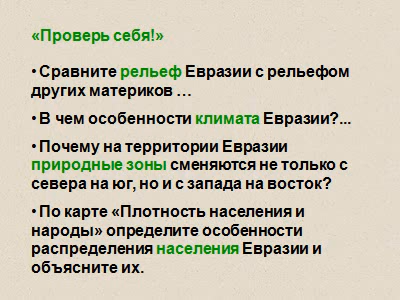 «Проверь себя!»
• Сравните рельеф Евразии с рельефом
других материков …
• В чем особенности климата Евразии?...
• Почему на территории Евразии
природные зоны сменяются не только с
севера на юг, но и с запада на восток?
• По карте «Плотность населения и
народы» определите особенности
распределения населения Евразии и
объясните их.